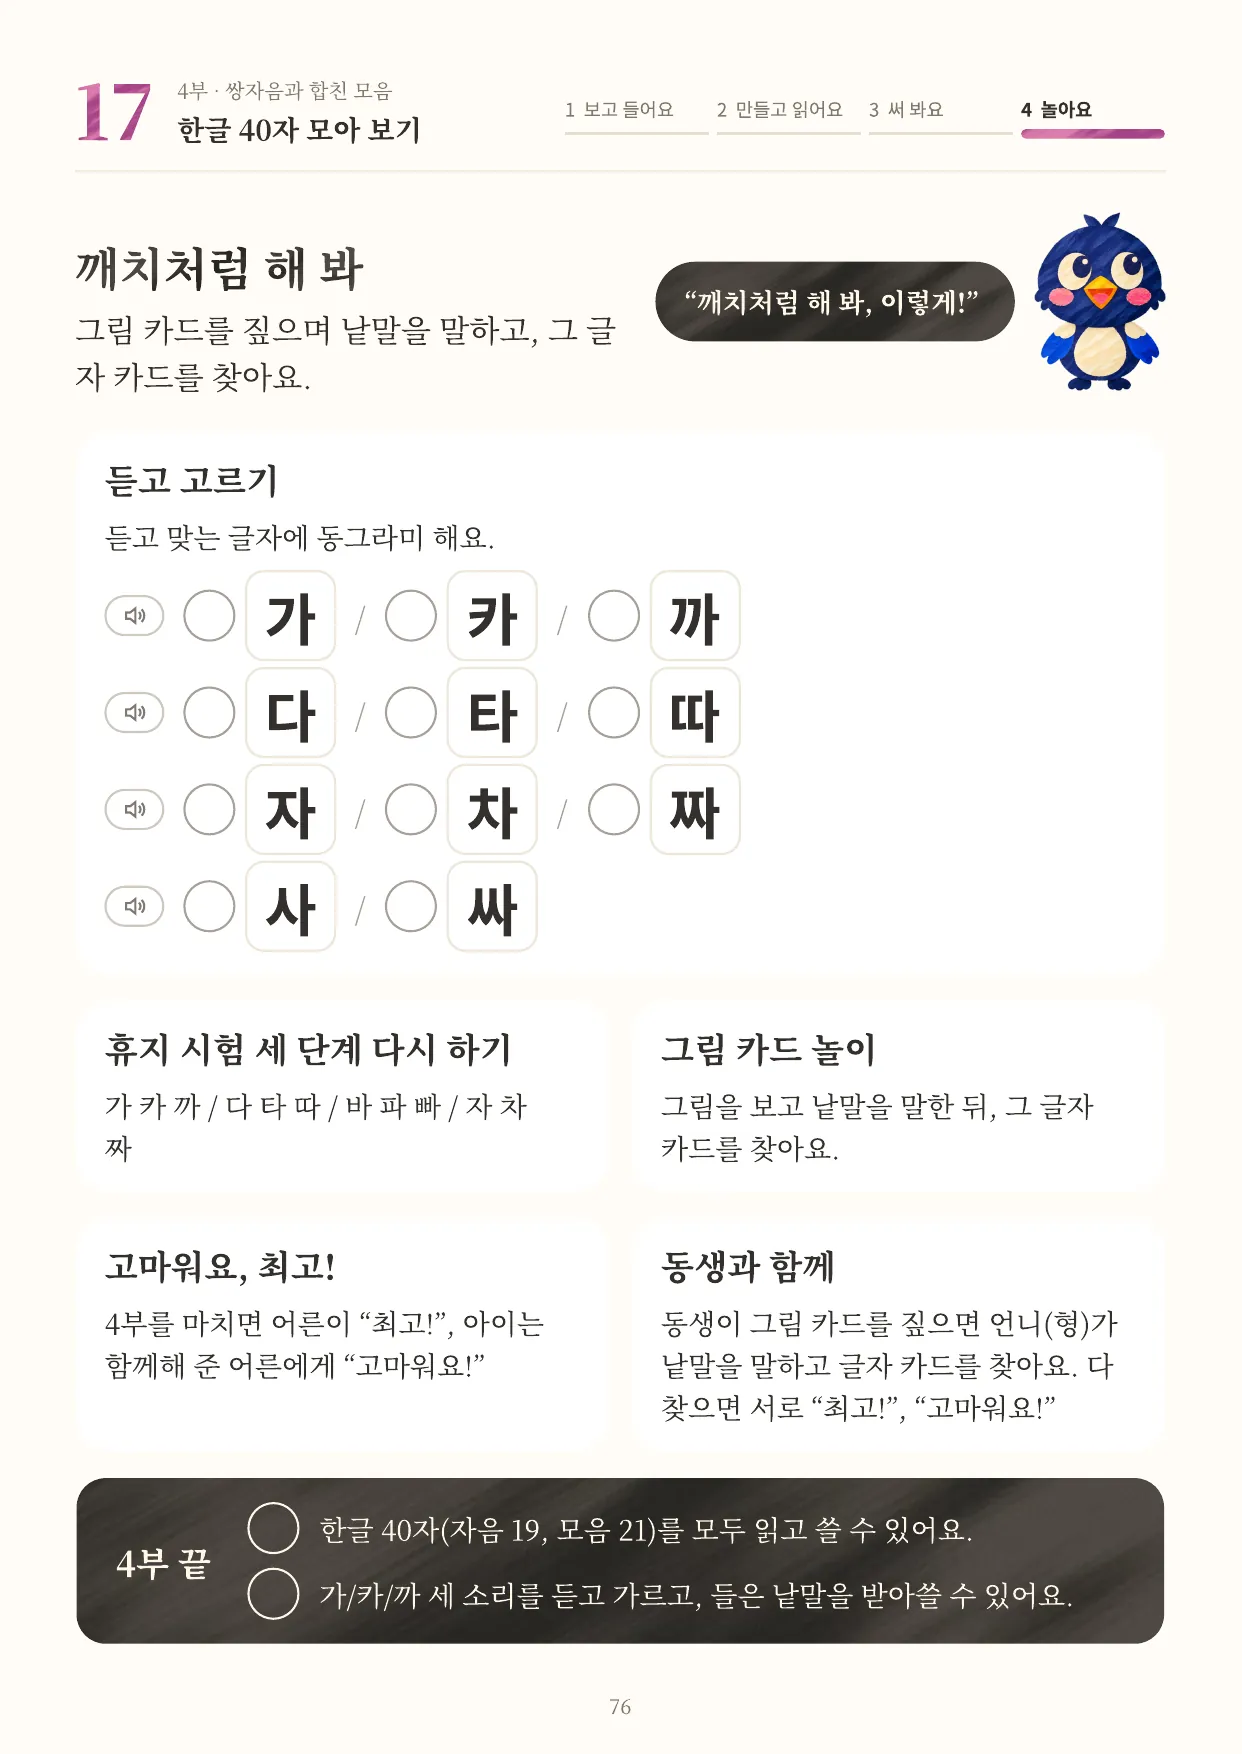 17
4부 · 쌍자음과 합친 모음
한글 40자 모아 보기
1 보고 들어요
2 만들고 읽어요
3 써 봐요
4 놀아요
깨치처럼 해 봐
그림 카드를 짚으며 낱말을 말하고, 그 글
자 카드를 찾아요.
“깨치처럼 해 봐, 이렇게!”
듣고 고르기
듣고 맞는 글자에 동그라미 해요.
가 / 카 / 까
다 / 타 / 따
자 / 차 / 짜
사 / 싸
휴지 시험 세 단계 다시 하기
가 카 까 / 다 타 따 / 바 파 빠 / 자 차
짜
그림 카드 놀이
그림을 보고 낱말을 말한 뒤, 그 글자
카드를 찾아요.
고마워요, 최고!
4부를 마치면 어른이 “최고!”, 아이는
함께해 준 어른에게 “고마워요!”
동생과 함께
동생이 그림 카드를 짚으면 언니(형)가
낱말을 말하고 글자 카드를 찾아요. 다
찾으면 서로 “최고!”, “고마워요!”
4부 끝
한글 40자(자음 19, 모음 21)를 모두 읽고 쓸 수 있어요.
가/카/까 세 소리를 듣고 가르고, 들은 낱말을 받아쓸 수 있어요.
76